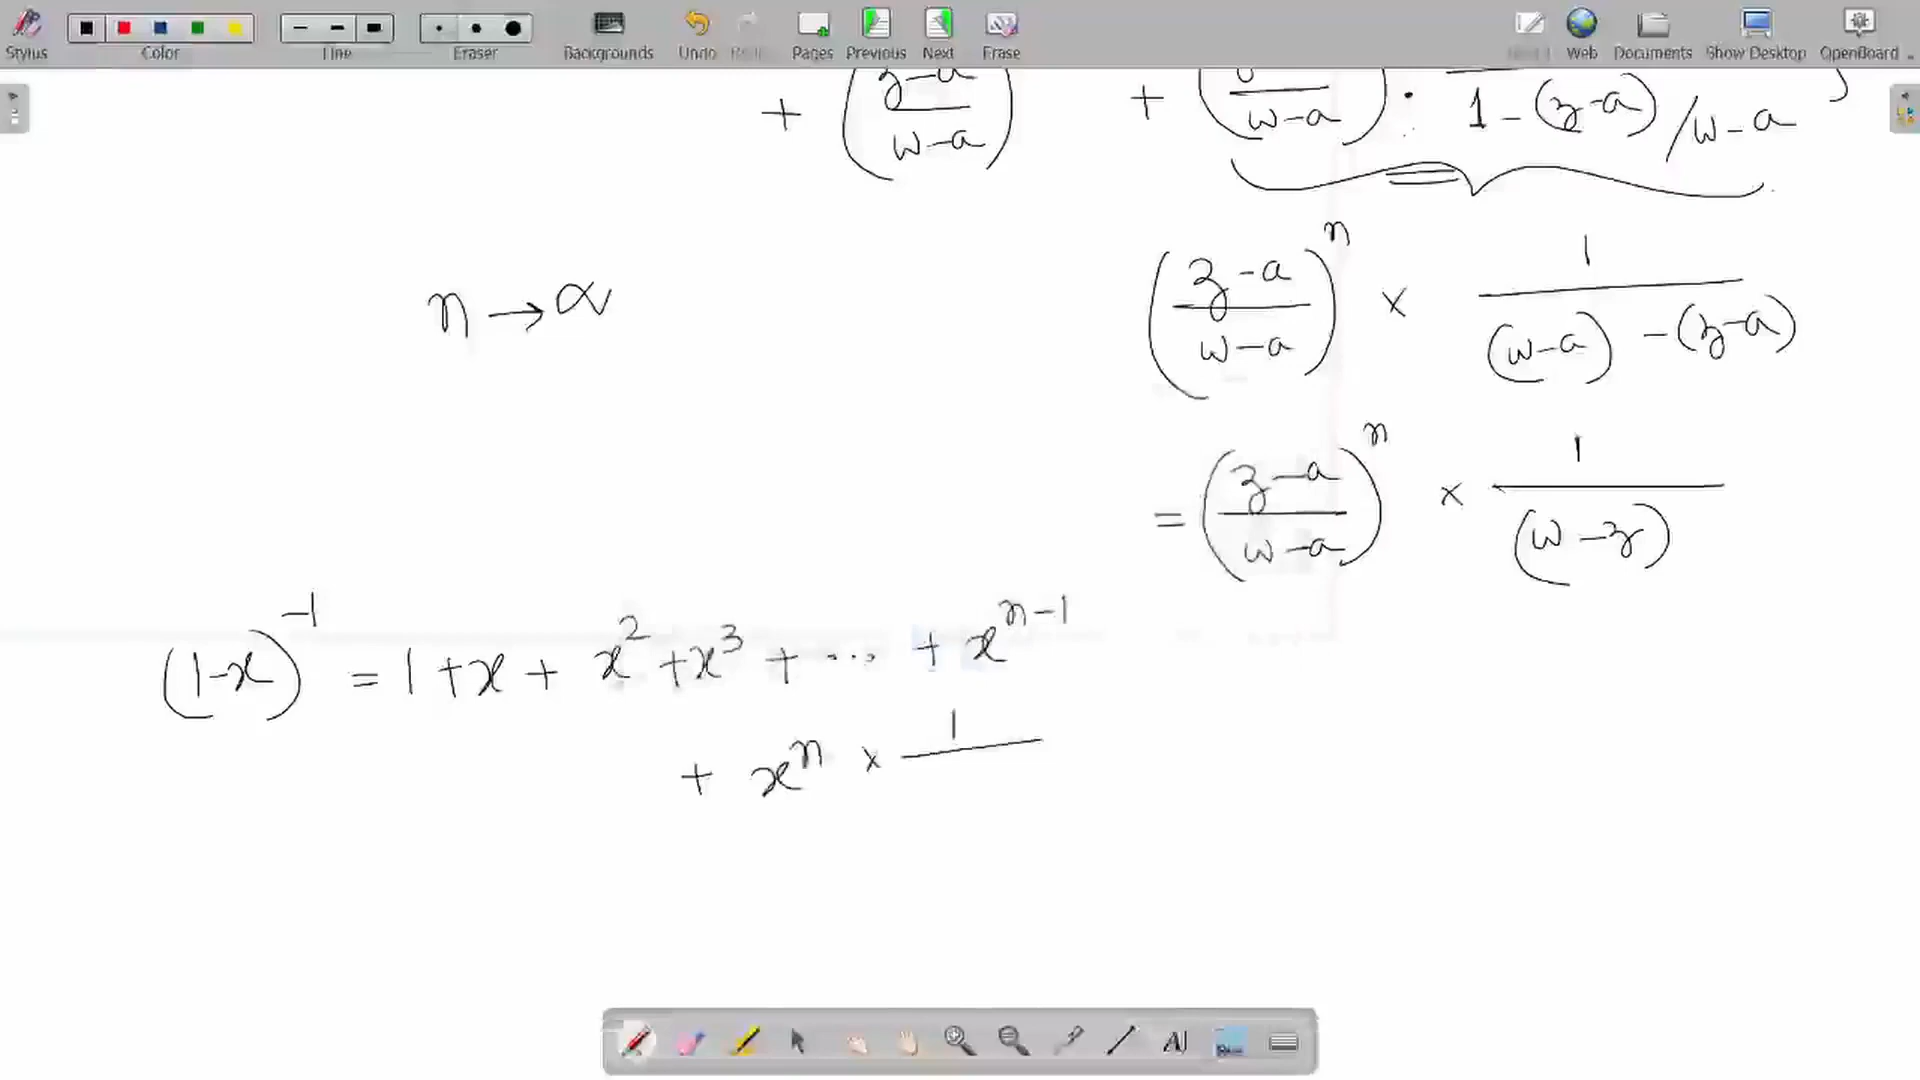 Stylus Color Line Eraser Backgrounds Undo Pages Previous Next Erase Web Documents Show Desktop OpenBoard
+ (z-a / w-a) + ( / w-a) · 1-(z-a)/w-a
n → α
((z-a)/(w-a))^n × 1/((w-a)-(z-a))
= ((z-a)/(w-a))^n × 1/(w-z)
(1-x)^-1 = 1+x+x^2+x^3+...+x^(n-1)
+ x^n × 1/